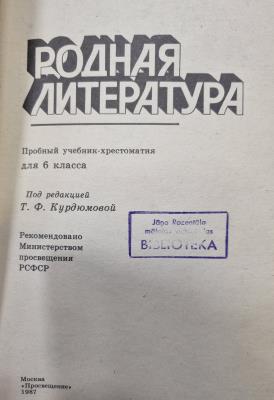 РОДНАЯ
ЛИТЕРАТУРА
Пробный учебник-хрестоматия
для 6 класса
Под редакцией
Т. Ф. Курдюмовой
Jāņa Rozentāla
BIBLIOTEKA
Рекомендовано
Министерством
просвещения
РСФСР
Москва
«Просвещение»
1987